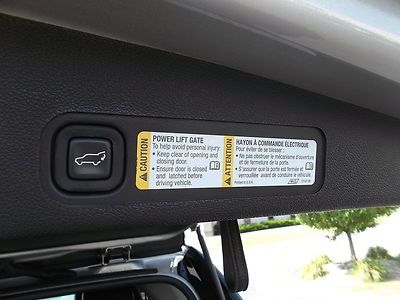 CAUTION
POWER LIFT GATE
To help avoid personal injury:
• Keep clear of opening and
closing door.
• Ensure door is closed
and latched before
driving vehicle.
ATTENTION
HAYON À COMMANDE ÉLECTRIQUE
Pour éviter de se blesser :
• Ne pas obstruer le mécanisme d'ouverture
et de fermeture de la porte.
• S'assurer que la porte est fermée et
verrouillée avant de conduire le véhicule.
Printed in U.S.A.